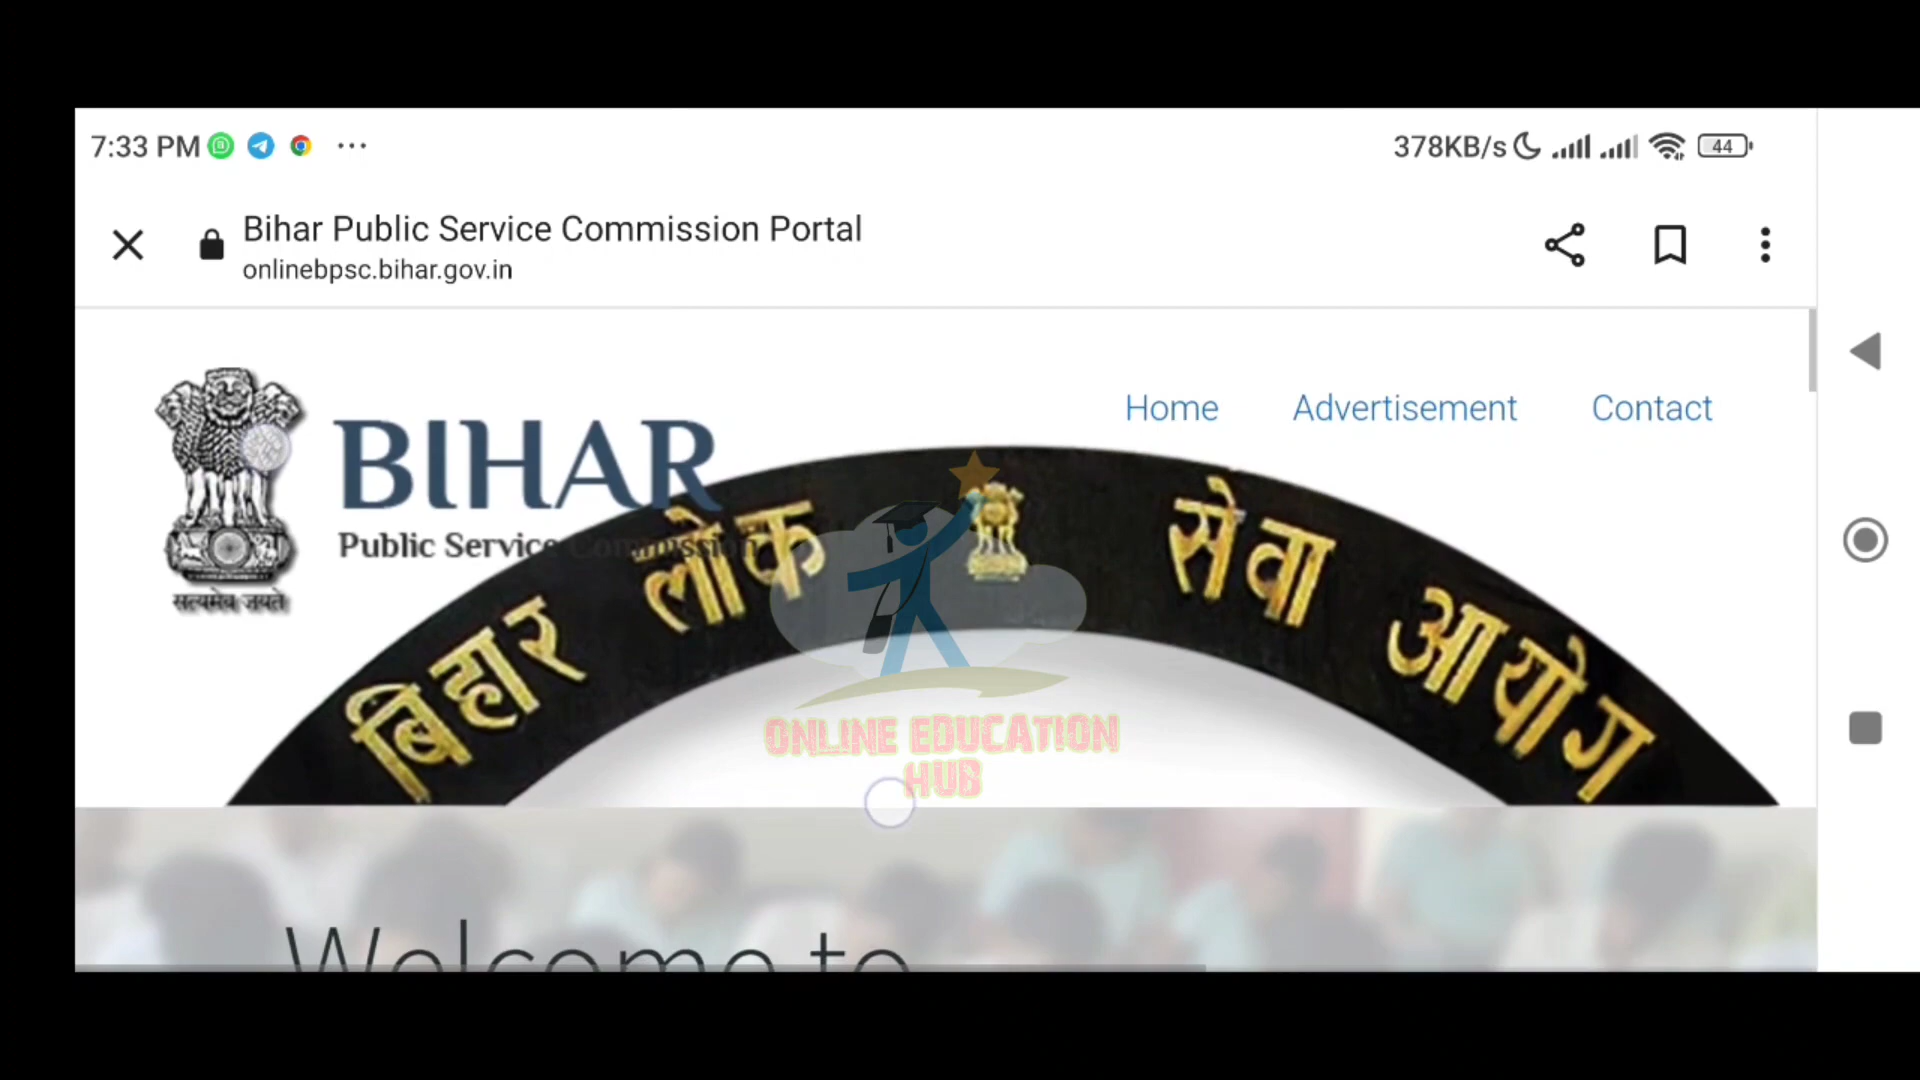 7:33 PM
378KB/s
44
Bihar Public Service Commission Portal
onlinebpsc.bihar.gov.in
Home
Advertisement
Contact
BIHAR
Public Service Commission
सत्यमेव जयते
बिहार लोक सेवा आयोग
ONLINE EDUCATION
HUB
Welcome to